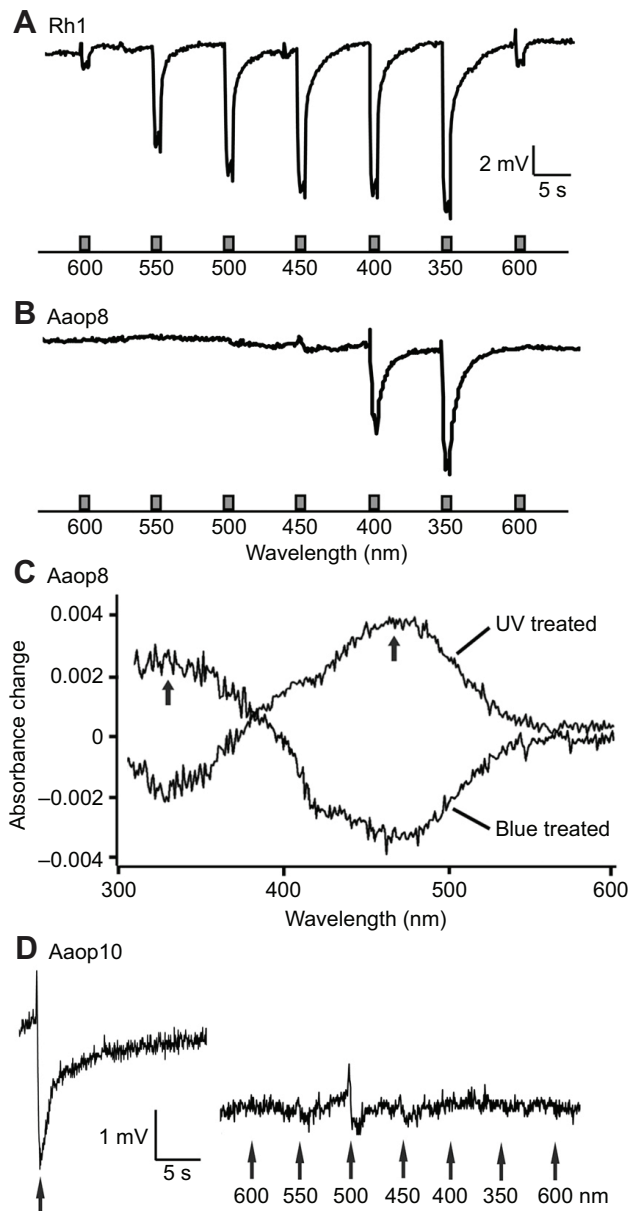 A Rh1
2 mV
5 s
600 550 500 450 400 350 600
B Aaop8
600 550 500 450 400 350 600
Wavelength (nm)
C Aaop8
Absorbance change
0.004
0.002
0
−0.002
−0.004
UV treated
Blue treated
300 400 500 600
Wavelength (nm)
D Aaop10
1 mV
5 s
600 550 500 450 400 350 600 nm